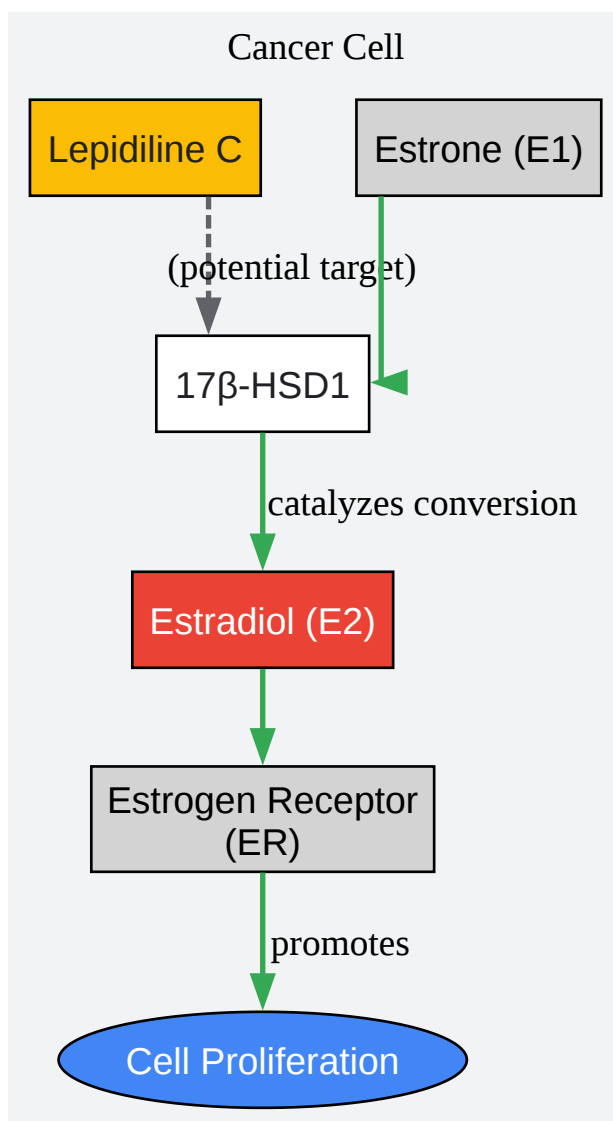 Cancer Cell
Lepidiline C
Estrone (E1)
(potential target)
17β-HSD1
catalyzes conversion
Estradiol (E2)
Estrogen Receptor
(ER)
promotes
Cell Proliferation